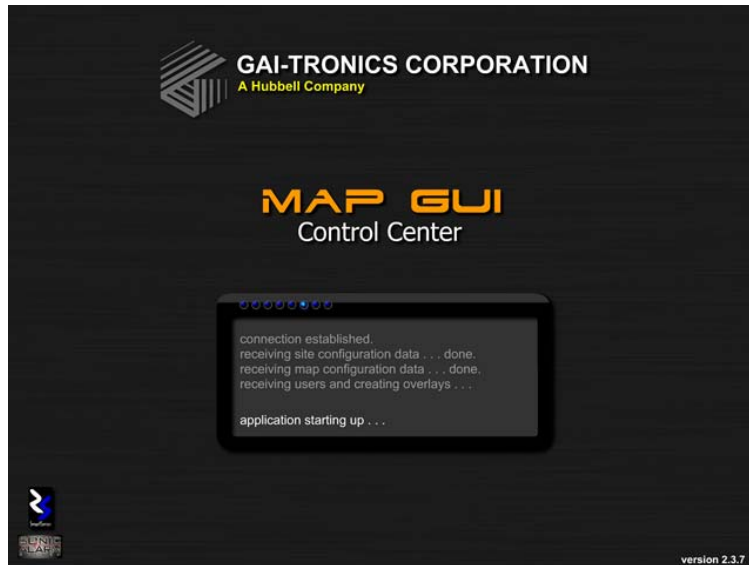 GAI-TRONICS CORPORATION
A Hubbell Company
MAP GUI
Control Center
connection established.
receiving site configuration data . . . done.
receiving map configuration data . . . done.
receiving users and creating overlays . . .
application starting up . . .
version 2.3.7